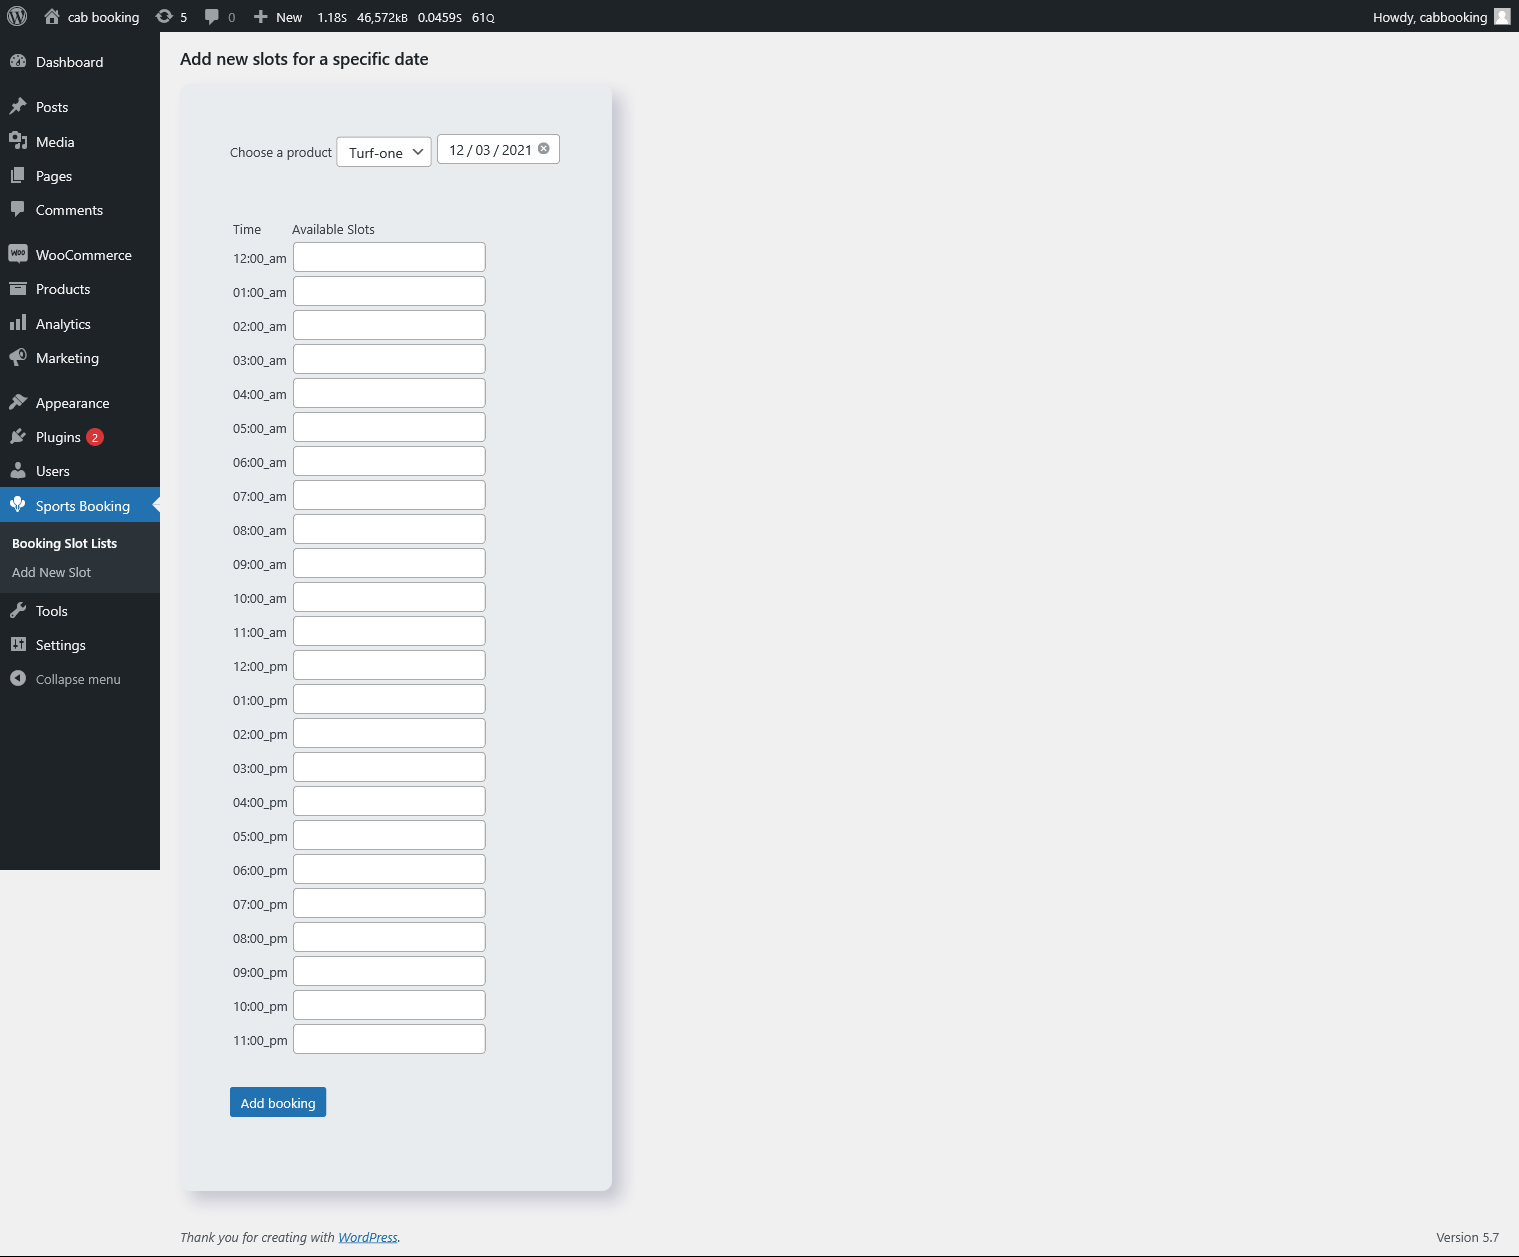 cab booking 5 0 New 1.18S 46,572KB 0.0459S 61Q Howdy, cabbooking
Dashboard
Posts
Media
Pages
Comments
WOO WooCommerce
Products
Analytics
Marketing
Appearance
Plugins 2
Users
Sports Booking
Booking Slot Lists
Add New Slot
Tools
Settings
Collapse menu
Add new slots for a specific date
Choose a product Turf-one 12 / 03 / 2021
Time Available Slots
12:00_am
01:00_am
02:00_am
03:00_am
04:00_am
05:00_am
06:00_am
07:00_am
08:00_am
09:00_am
10:00_am
11:00_am
12:00_pm
01:00_pm
02:00_pm
03:00_pm
04:00_pm
05:00_pm
06:00_pm
07:00_pm
08:00_pm
09:00_pm
10:00_pm
11:00_pm
Add booking
Thank you for creating with WordPress. Version 5.7